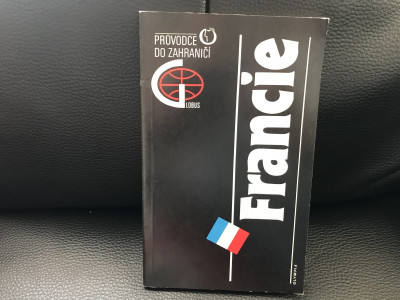 PRŮVODCE
DO ZAHRANIČÍ
GLOBUS
Francie